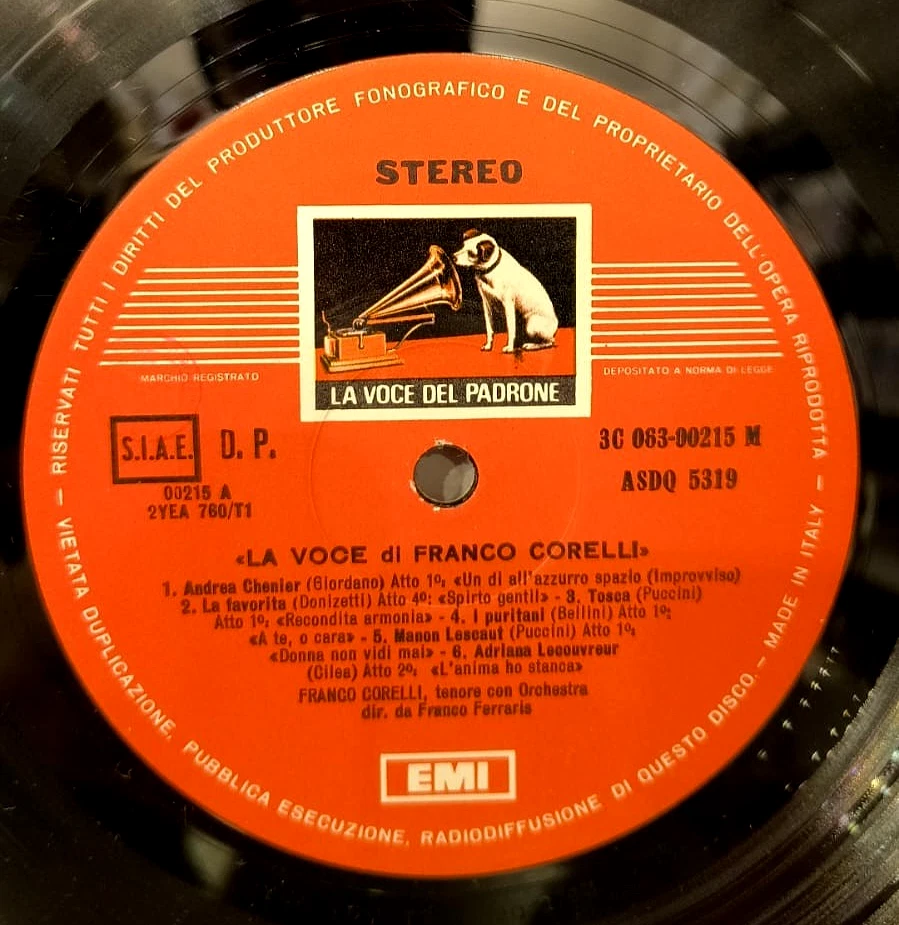 — RISERVATI TUTTI I DIRITTI DEL PRODUTTORE FONOGRAFICO E DEL PROPRIETARIO DELL'OPERA RIPRODOTTA —
STEREO
LA VOCE DEL PADRONE
MARCHIO REGISTRATO
DEPOSITATO A NORMA DI LEGGE
S.I.A.E. D. P.
3C 063-00215 M
ASDQ 5319
00215 A
2YEA 760/T1
«LA VOCE di FRANCO CORELLI»
1. Andrea Chenier (Giordano) Atto 1º: «Un di all'azzurro spazio (Improvviso)
2. La favorita (Donizetti) Atto 4º: «Spirto gentil» - 3. Tosca (Puccini)
Atto 1º: «Recondita armonia» - 4. I puritani (Bellini) Atto 1º:
«A te, o cara» - 5. Manon Lescaut (Puccini) Atto 1º:
«Donna non vidi mai» - 6. Adriana Lecouvreur
(Cilea) Atto 2º: «L'anima ho stanca»
FRANCO CORELLI, tenore con Orchestra
dir. da Franco Ferraris
EMI
VIETATA DUPLICAZIONE, PUBBLICA ESECUZIONE, RADIODIFFUSIONE DI QUESTO DISCO. — MADE IN ITALY